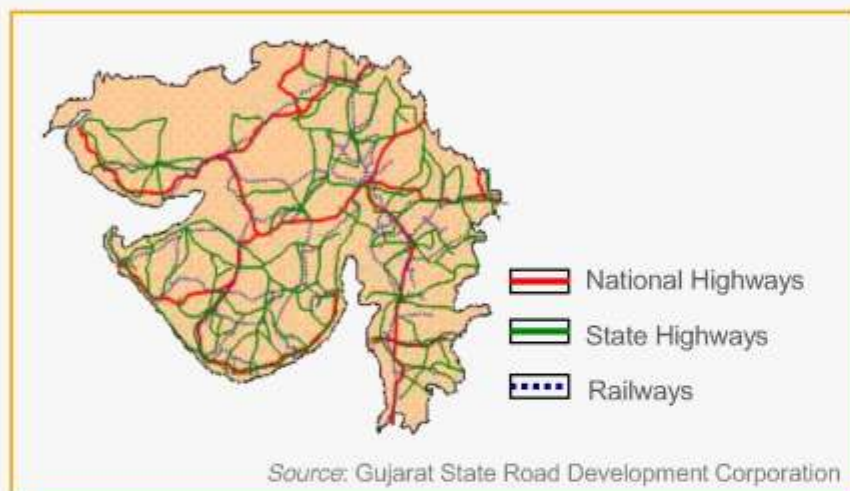 National Highways
State Highways
Railways
Source: Gujarat State Road Development Corporation